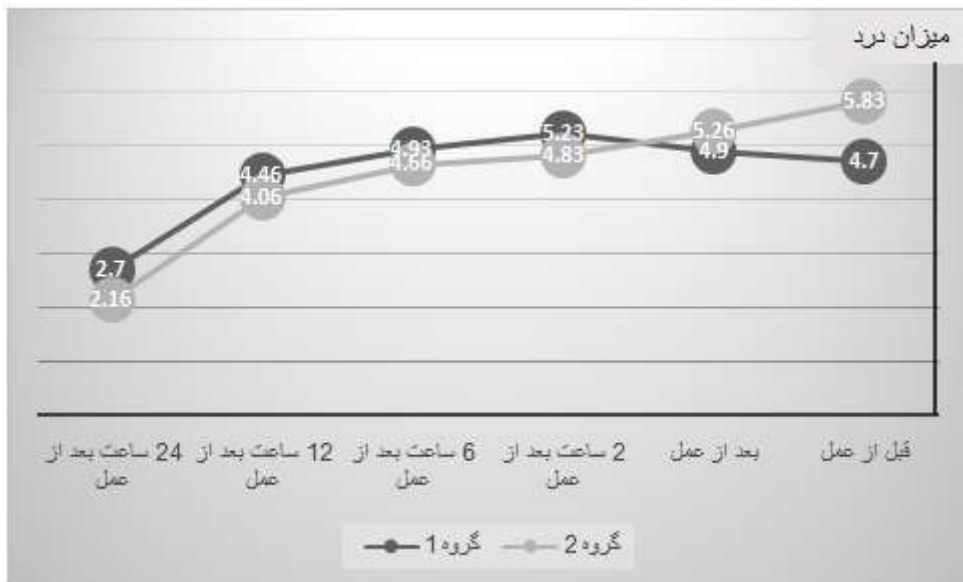 میزان درد
5.83
5.26
5.23
4.93
4.46
2.7
4.7
4.9
4.83
4.66
4.06
2.16
قبل از عمل
بعد از عمل
2 ساعت بعد از
عمل
6 ساعت بعد از
عمل
12 ساعت بعد از
عمل
24 ساعت بعد از
عمل
گروه 2
گروه 1